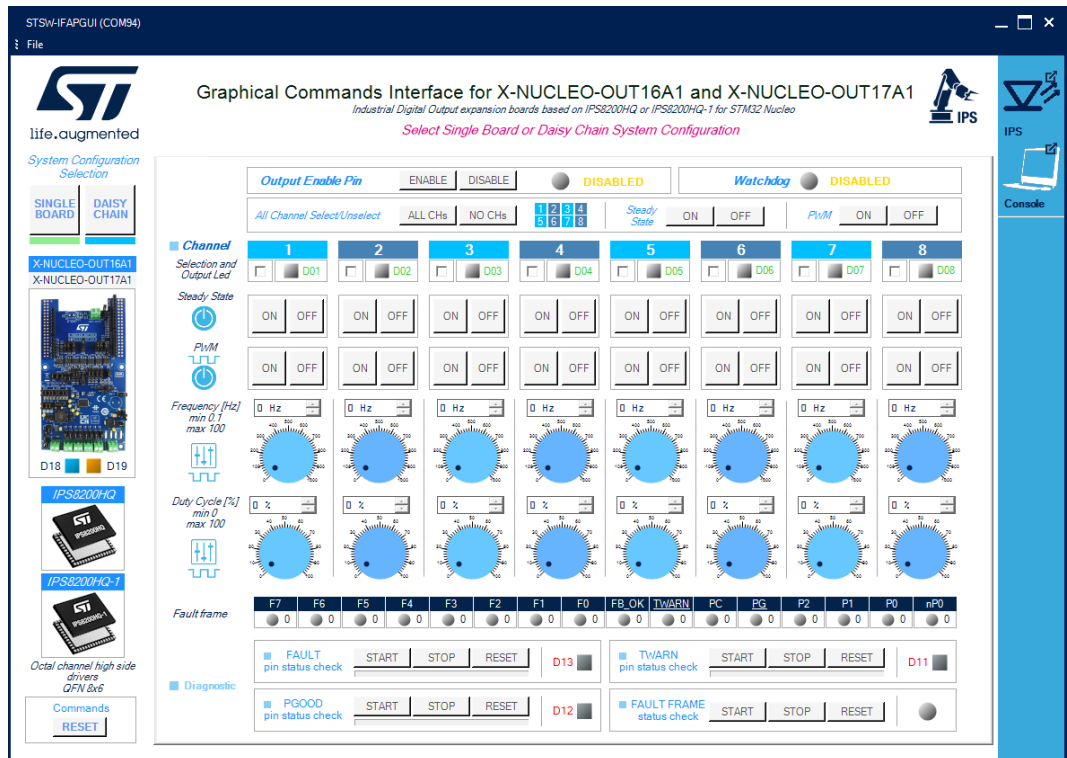 STSW-IFAPGUI (COM94)
File
life.augmented
Graphical Commands Interface for X-NUCLEO-OUT16A1 and X-NUCLEO-OUT17A1
Industrial Digital Output expansion boards based on IPS8200HQ or IPS8200HQ-1 for STM32 Nucleo
Select Single Board or Daisy Chain System Configuration
IPS
IPS
Console
System Configuration
Selection
SINGLE BOARD
DAISY CHAIN
X-NUCLEO-OUT16A1
X-NUCLEO-OUT17A1
D18 D19
IPS8200HQ
IPS8200HQ
IPS8200HQ-1
IPS8200HQ-1
Octal channel high side
drivers
QFN 8x6
Commands
RESET
Output Enable Pin ENABLE DISABLE DISABLED Watchdog DISABLED
All Channel Select/Unselect ALL CHs NO CHs 1 2 3 4 Steady State ON OFF PWM ON OFF
5 6 7 8
Channel 1 2 3 4 5 6 7 8
Selection and
Output Led D01 D02 D03 D04 D05 D06 D07 D08
Steady State
ON OFF ON OFF ON OFF ON OFF ON OFF ON OFF ON OFF ON OFF
PWM
ON OFF ON OFF ON OFF ON OFF ON OFF ON OFF ON OFF ON OFF
Frequency [Hz] 0 Hz 0 Hz 0 Hz 0 Hz 0 Hz 0 Hz 0 Hz 0 Hz
min 0.1
max 100
Duty Cycle [%] 0 % 0 % 0 % 0 % 0 % 0 % 0 % 0 %
min 0
max 100
F7 F6 F5 F4 F3 F2 F1 F0 FB_OK TWARN PC PG P2 P1 P0 nP0
Fault frame 0 0 0 0 0 0 0 0 0 0 0 0 0 0 0 0
Diagnostic
FAULT
pin status check START STOP RESET D13
TWARN
pin status check START STOP RESET D11
PGOOD
pin status check START STOP RESET D12
FAULT FRAME
status check START STOP RESET